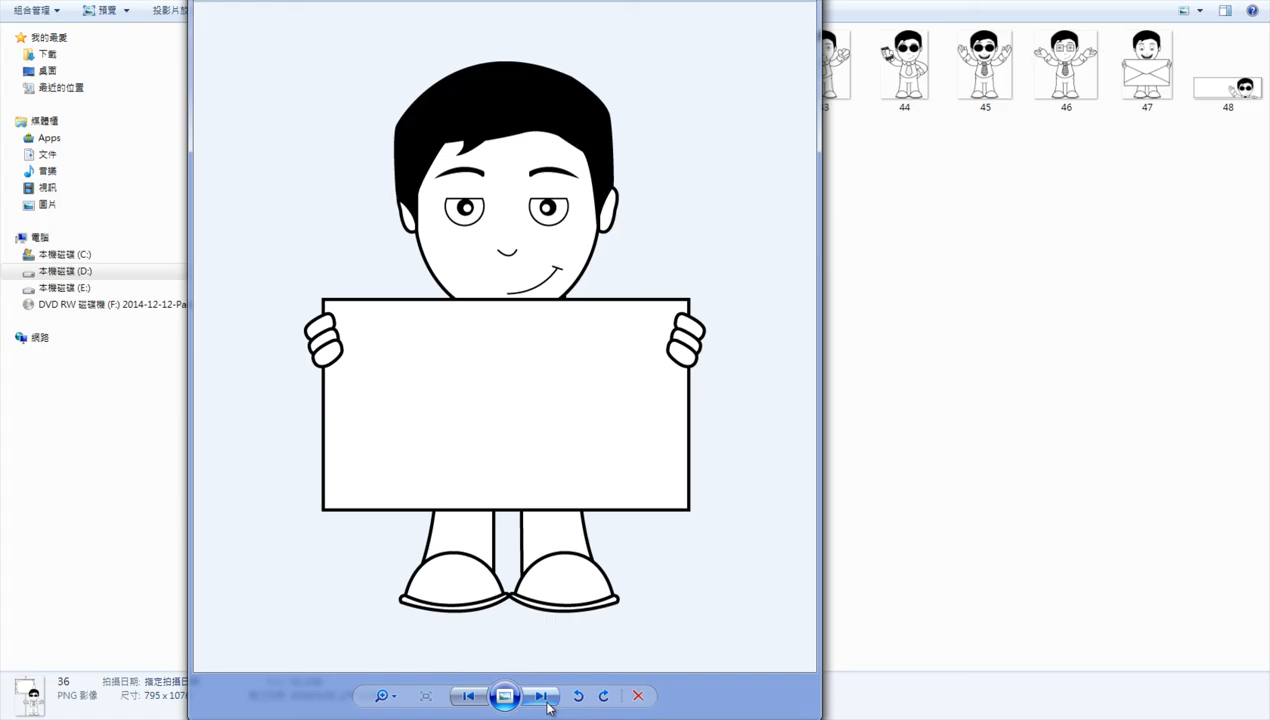 組合管理 預覽 投影片放
我的最愛
下載
桌面
最近的位置
媒體櫃
Apps
文件
音樂
視訊
圖片
電腦
本機磁碟 (C:)
本機磁碟 (D:)
本機磁碟 (E:)
DVD RW 磁碟機 (F:) 2014-12-12-Pa
網路
44 45 46 47 48
36 拍攝日期: 指定拍攝日
PNG 影像 尺寸: 795 x 107